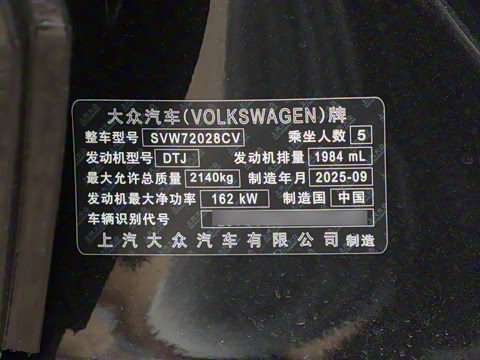 大众汽车(VOLKSWAGEN)牌
整车型号 SVW72028CV 乘坐人数 5
发动机型号 DTJ 发动机排量 1984 mL
最大允许总质量 2140kg 制造年月 2025-09
发动机最大净功率 162 kW 制造国 中国
车辆识别代号
上汽大众汽车有限公司 制造